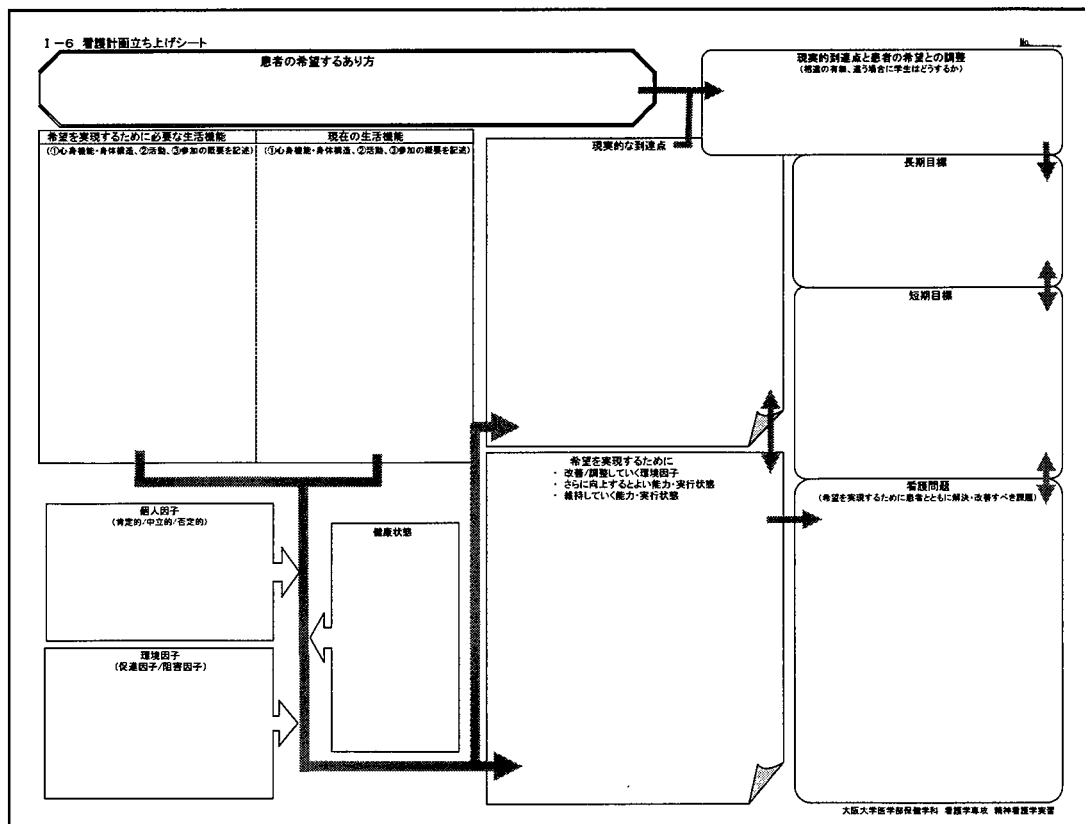 I-6 看護計画立ち上げシート
No.
患者の希望するあり方
現実的到達点と患者の希望との調整
(相違の有無、違う場合に学生はどうするか)
希望を実現するために必要な生活機能
(①心身機能・身体構造、②活動、③参加の概要を記述)
現在の生活機能
(①心身機能・身体構造、②活動、③参加の概要を記述)
現実的な到達点
長期目標
短期目標
希望を実現するために
・ 改善/調整していく環境因子
・ さらに向上するとよい能力・実行状態
・ 維持していく能力・実行状態
看護問題
(希望を実現するために患者とともに解決・改善すべき課題)
個人因子
(肯定的/中立的/否定的)
健康状態
環境因子
(促進因子/阻害因子)
大阪大学医学部保健学科 看護学専攻 精神看護学実習